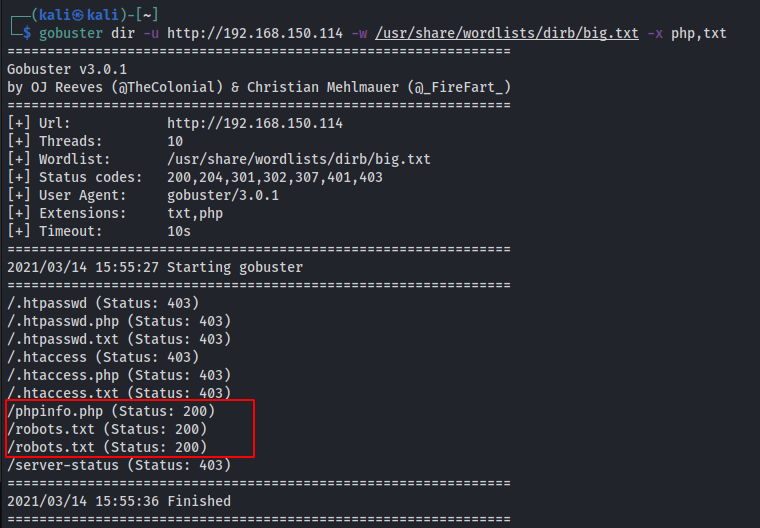 ┌──(kali㉿kali)-[~]
└─$ gobuster dir -u http://192.168.150.114 -w /usr/share/wordlists/dirb/big.txt -x php,txt
===============================================================
Gobuster v3.0.1
by OJ Reeves (@TheColonial) & Christian Mehlmauer (@_FireFart_)
===============================================================
[+] Url:            http://192.168.150.114
[+] Threads:        10
[+] Wordlist:       /usr/share/wordlists/dirb/big.txt
[+] Status codes:   200,204,301,302,307,401,403
[+] User Agent:     gobuster/3.0.1
[+] Extensions:     txt,php
[+] Timeout:        10s
===============================================================
2021/03/14 15:55:27 Starting gobuster
===============================================================
/.htpasswd (Status: 403)
/.htpasswd.php (Status: 403)
/.htpasswd.txt (Status: 403)
/.htaccess (Status: 403)
/.htaccess.php (Status: 403)
/.htaccess.txt (Status: 403)
/phpinfo.php (Status: 200)
/robots.txt (Status: 200)
/robots.txt (Status: 200)
/server-status (Status: 403)
===============================================================
2021/03/14 15:55:36 Finished
===============================================================